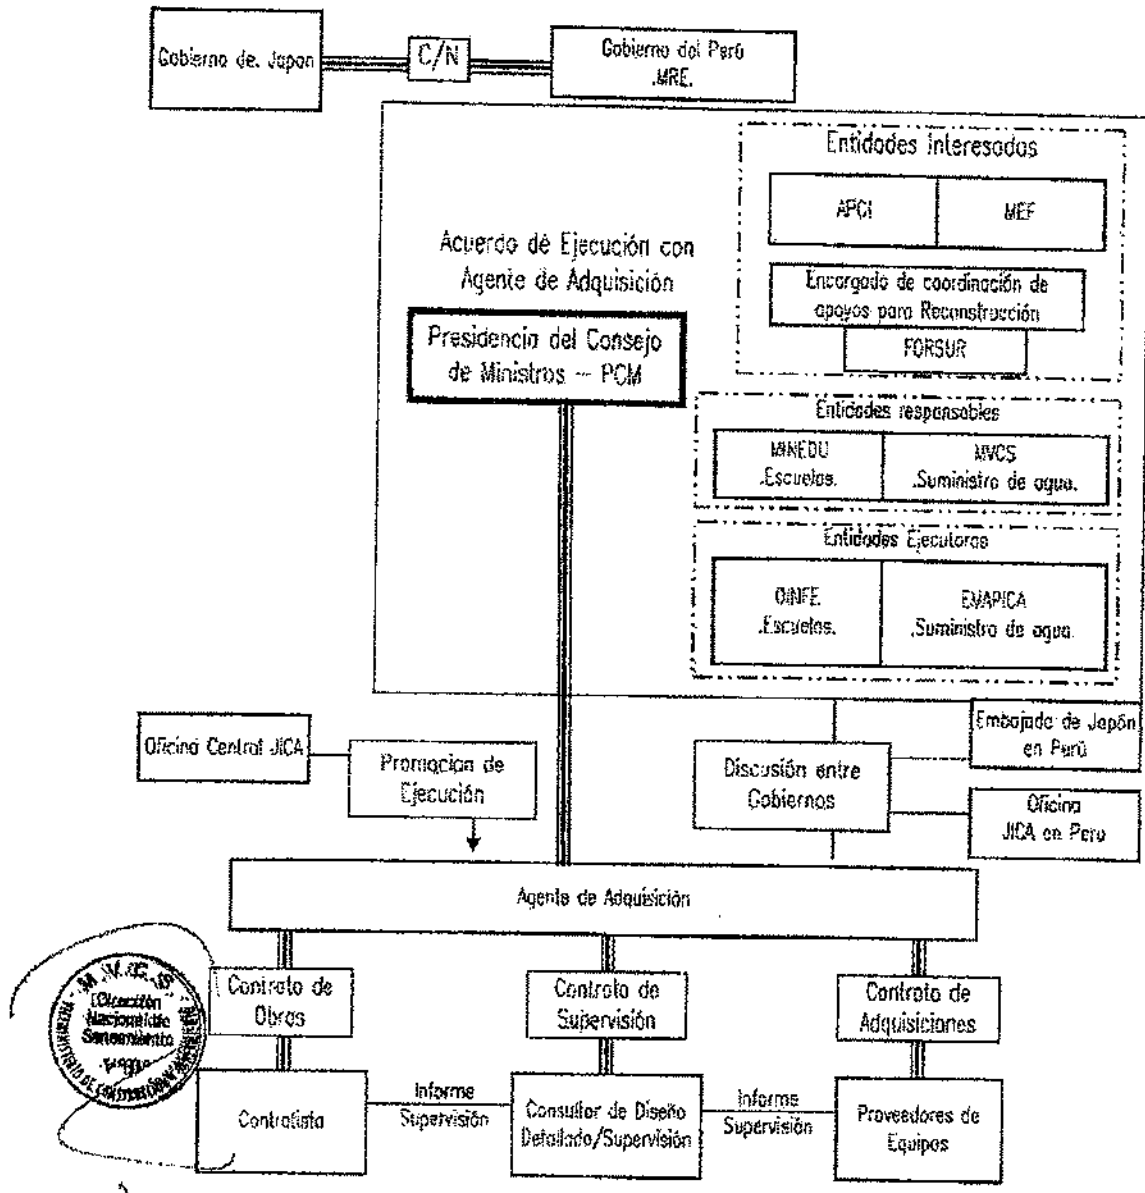 Gobierno de. Japon
C/N
Gobierno del Perú
.MRE.
Entidades interesadas
APCI
MEF
Encargado de coordinación de
apoyos para Reconstrucción
FORSUR
Acuerdo de Ejecución con
Agente de Adquisición
Presidencia del Consejo
de Ministros – PCM
Entidades responsables
MINEDU
.Escuelas.
MVCS
.Suministro de agua.
Entidades Ejecutoras
OINFE.
.Escuelas.
EMAPICA
.Suministro de agua.
Oficina Central JICA
Promocion de
Ejecución
Discusión entre
Gobiernos
Embajada de Japón
en Perú
Oficina
JICA en Peru
Agente de Adquisición
Contrato de
Obras
Contrato de
Supervisión
Contrato de
Adquisiciones
M.V.C.S.
Dirección
Nacional de
Saneamiento
Contratista
Informe
Supervisión
Consultor de Diseño
Detallado/Supervisión
Informe
Supervisión
Proveedores de
Equipos